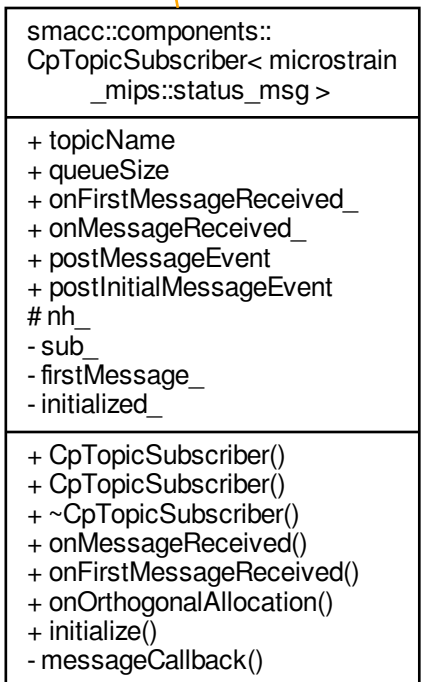 smacc::components::
CpTopicSubscriber< microstrain
_mips::status_msg >
+ topicName
+ queueSize
+ onFirstMessageReceived_
+ onMessageReceived_
+ postMessageEvent
+ postInitialMessageEvent
# nh_
- sub_
- firstMessage_
- initialized_
+ CpTopicSubscriber()
+ CpTopicSubscriber()
+ ~CpTopicSubscriber()
+ onMessageReceived()
+ onFirstMessageReceived()
+ onOrthogonalAllocation()
+ initialize()
- messageCallback()